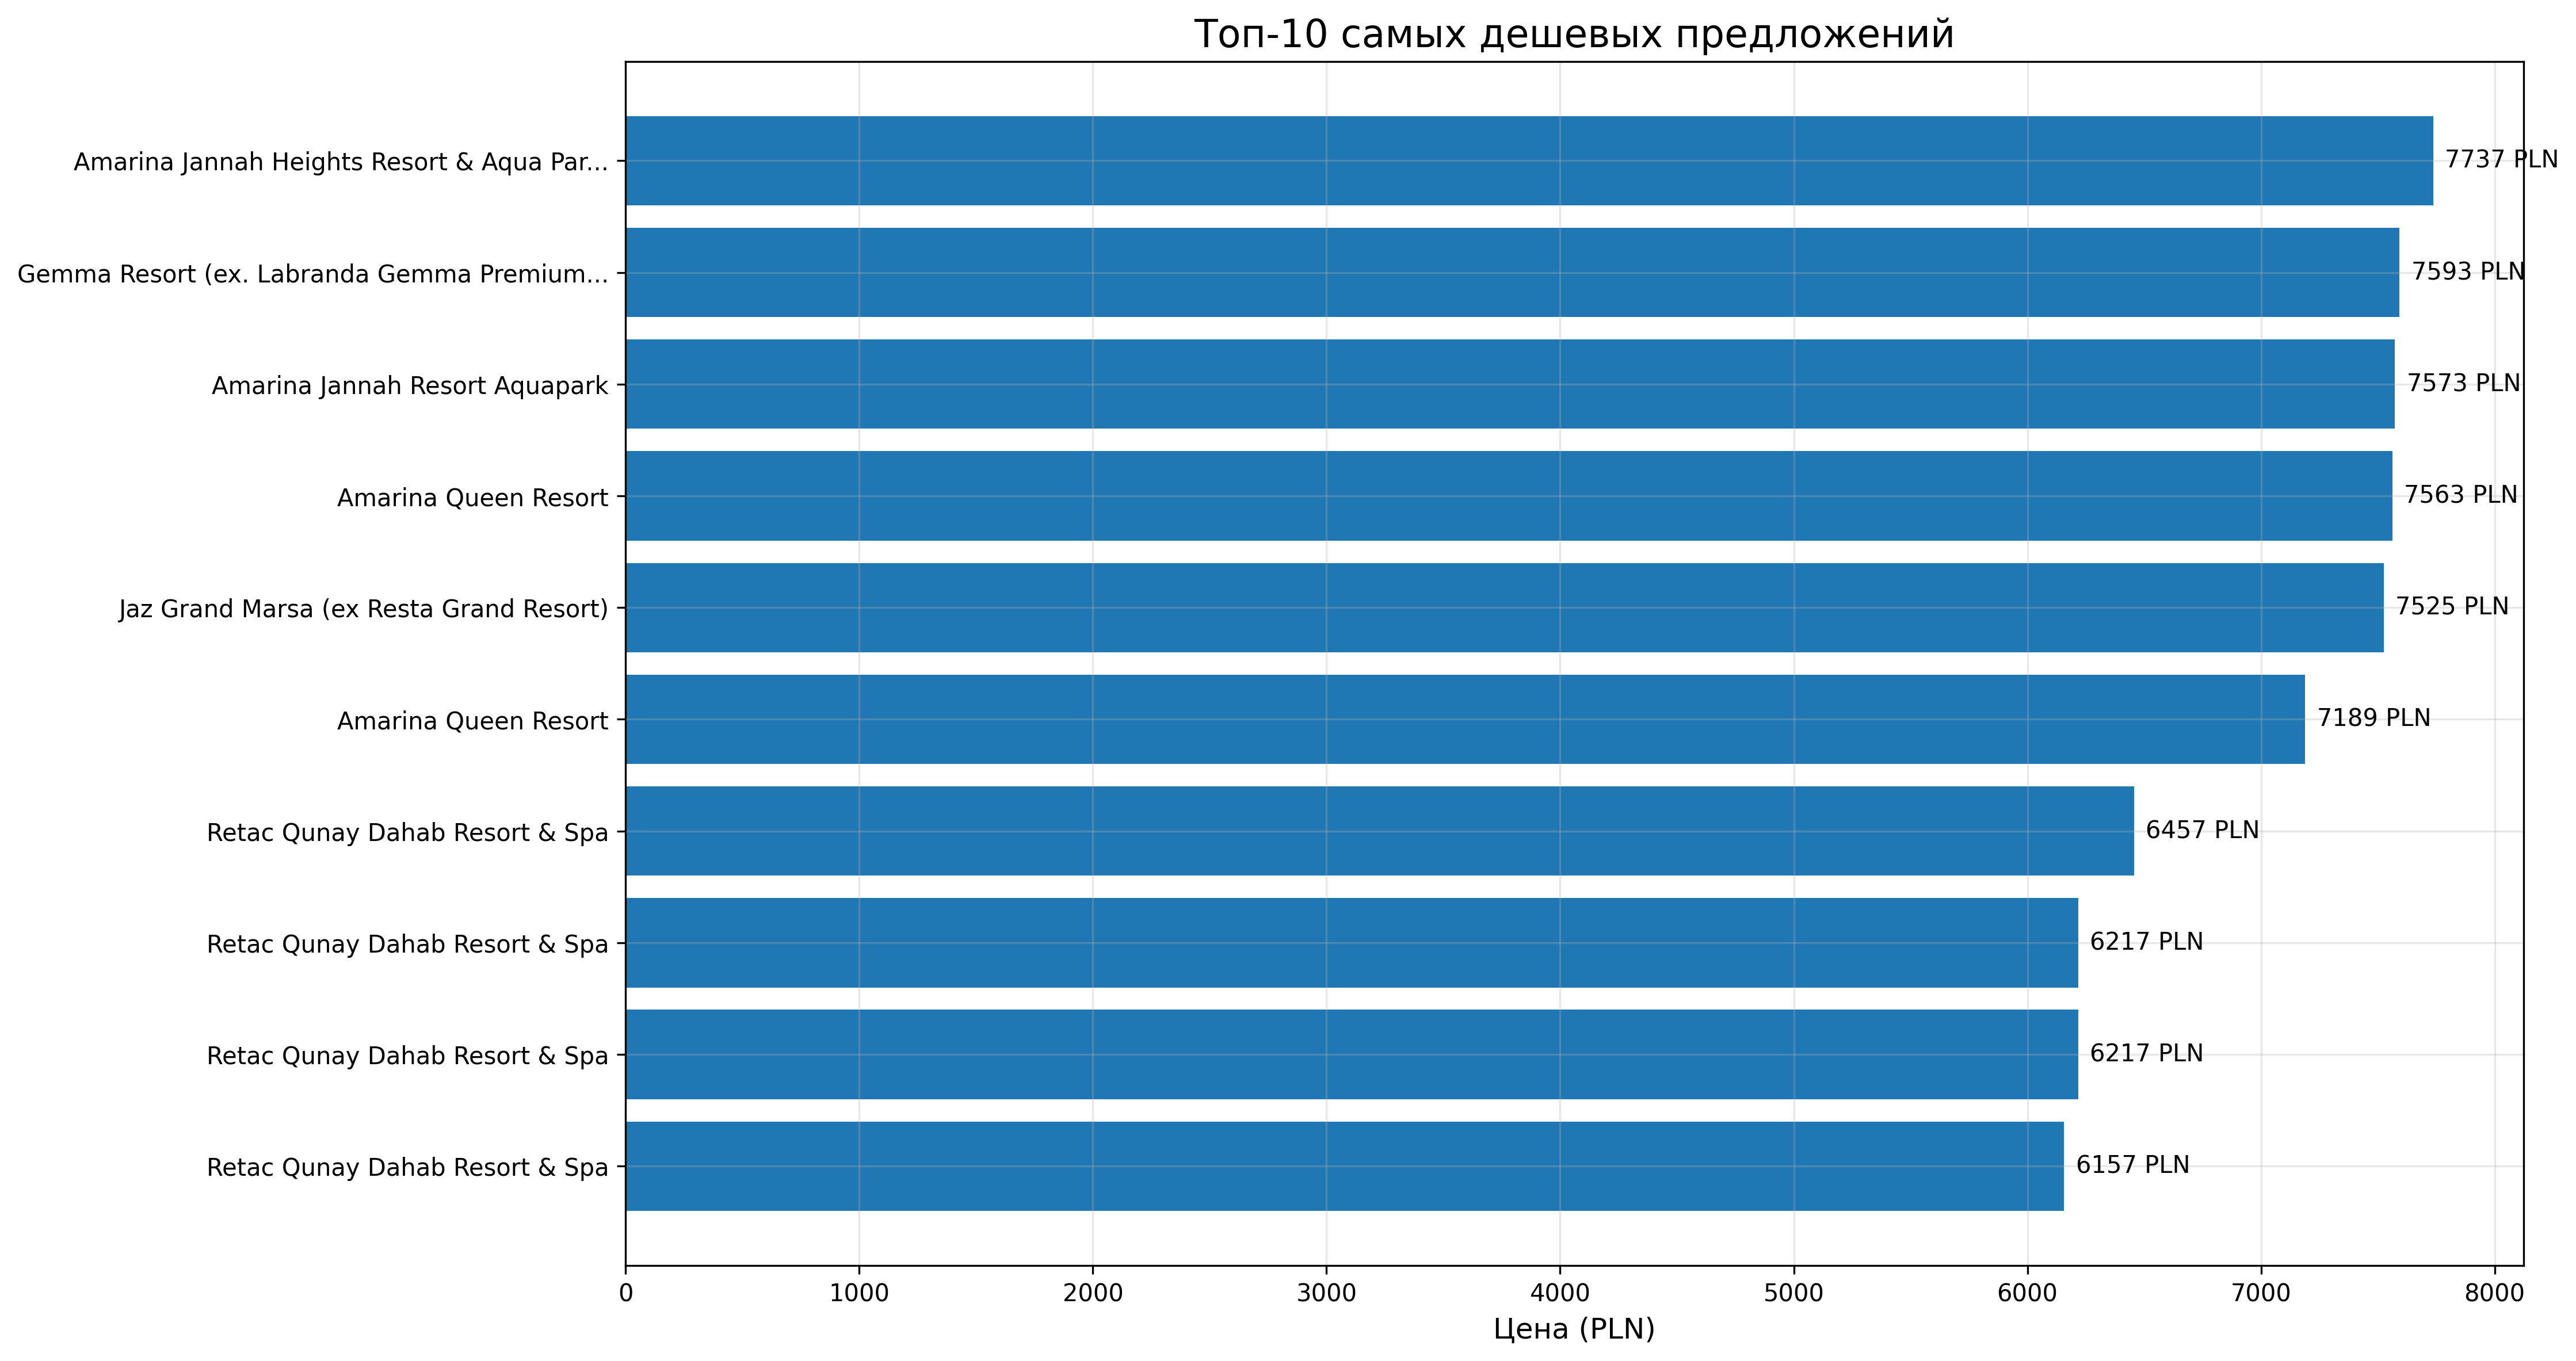 Топ-10 самых дешевых предложений
Amarina Jannah Heights Resort & Aqua Par... 7737 PLN
Gemma Resort (ex. Labranda Gemma Premium... 7593 PLN
Amarina Jannah Resort Aquapark 7573 PLN
Amarina Queen Resort 7563 PLN
Jaz Grand Marsa (ex Resta Grand Resort) 7525 PLN
Amarina Queen Resort 7189 PLN
Retac Qunay Dahab Resort & Spa 6457 PLN
Retac Qunay Dahab Resort & Spa 6217 PLN
Retac Qunay Dahab Resort & Spa 6217 PLN
Retac Qunay Dahab Resort & Spa 6157 PLN
0 1000 2000 3000 4000 5000 6000 7000 8000
Цена (PLN)